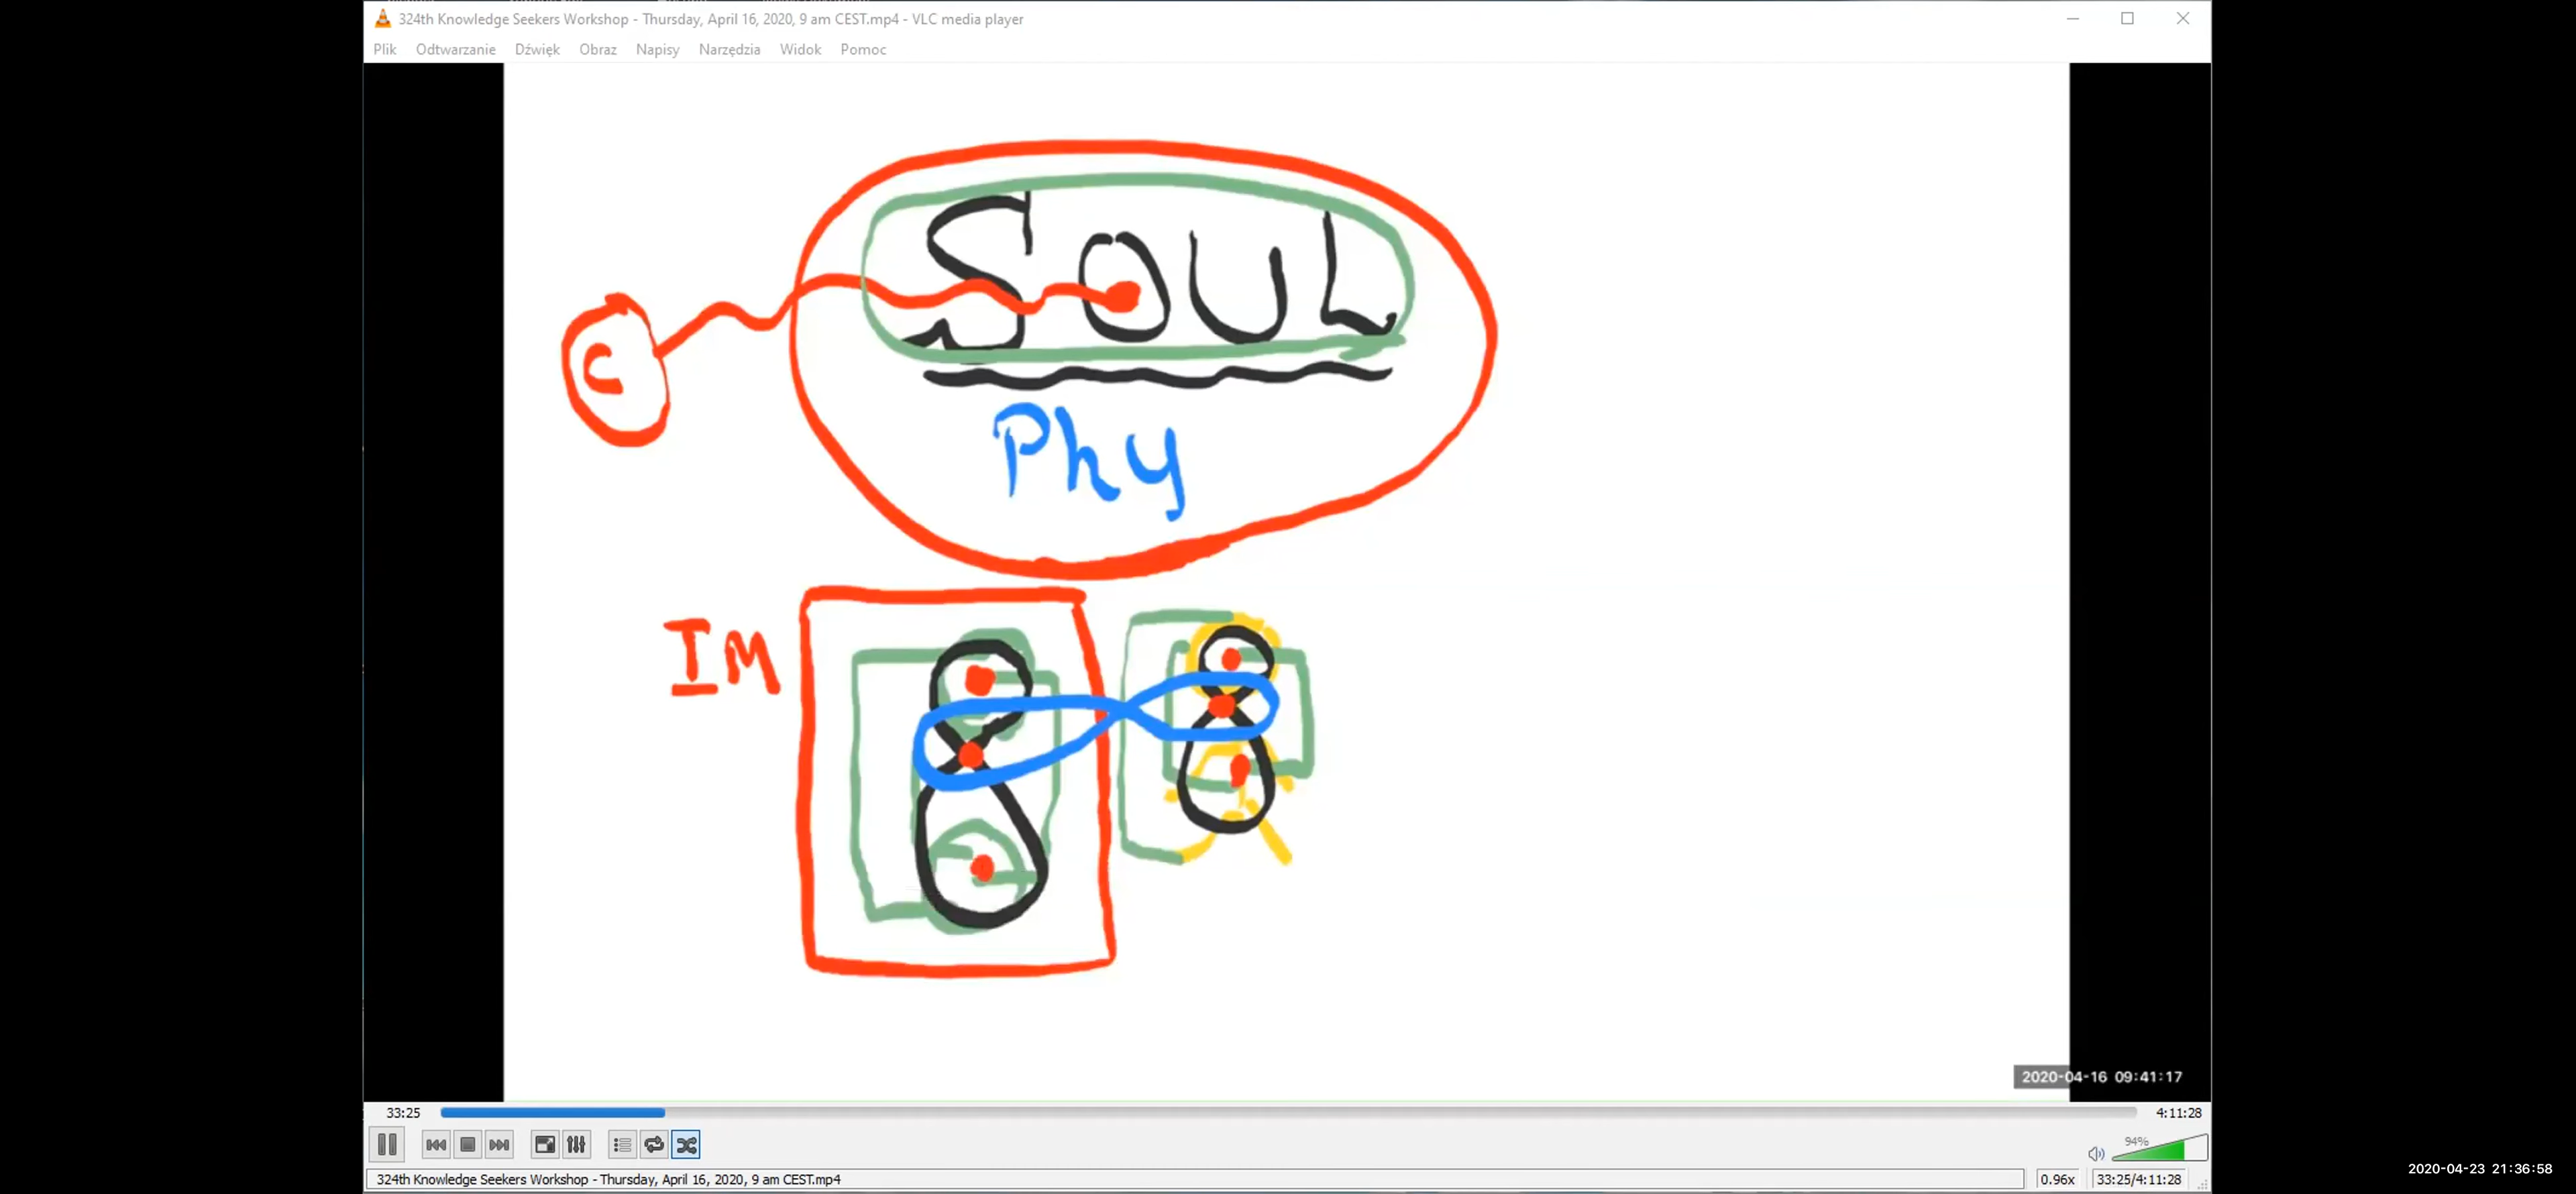 324th Knowledge Seekers Workshop - Thursday, April 16, 2020, 9 am CEST.mp4 - VLC media player
Plik Odtwarzanie Dźwięk Obraz Napisy Narzędzia Widok Pomoc
SOUL
C
Phy
IM
2020-04-16 09:41:17
33:25 4:11:28
94%
324th Knowledge Seekers Workshop - Thursday, April 16, 2020, 9 am CEST.mp4 0.96x 33:25/4:11:28
2020-04-23 21:36:58